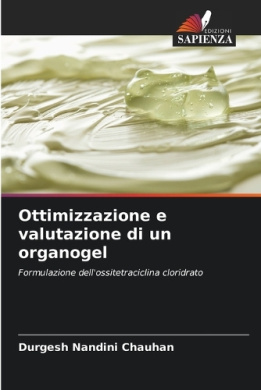 EDIZIONI
SAPIENZA
Ottimizzazione e
valutazione di un
organogel
Formulazione dell'ossitetraciclina cloridrato
Durgesh Nandini Chauhan